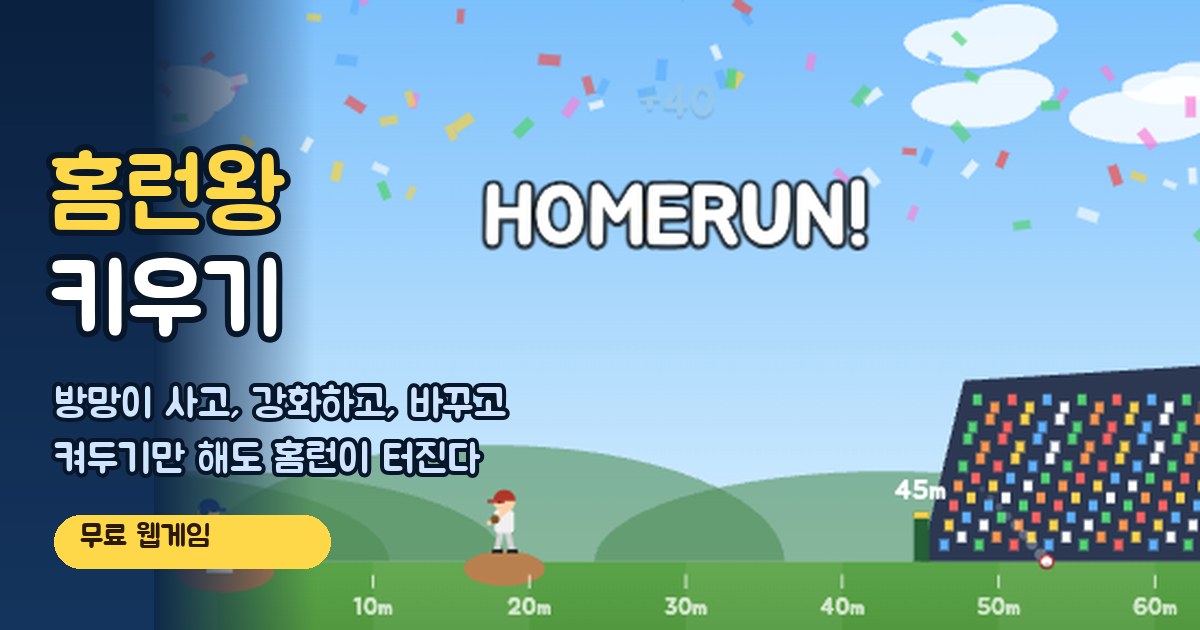 홈런왕
키우기
방망이 사고, 강화하고, 바꾸고
켜두기만 해도 홈런이 터진다
무료 웹게임
+40
HOMERUN!
45m
10m
20m
30m
40m
50m
60m